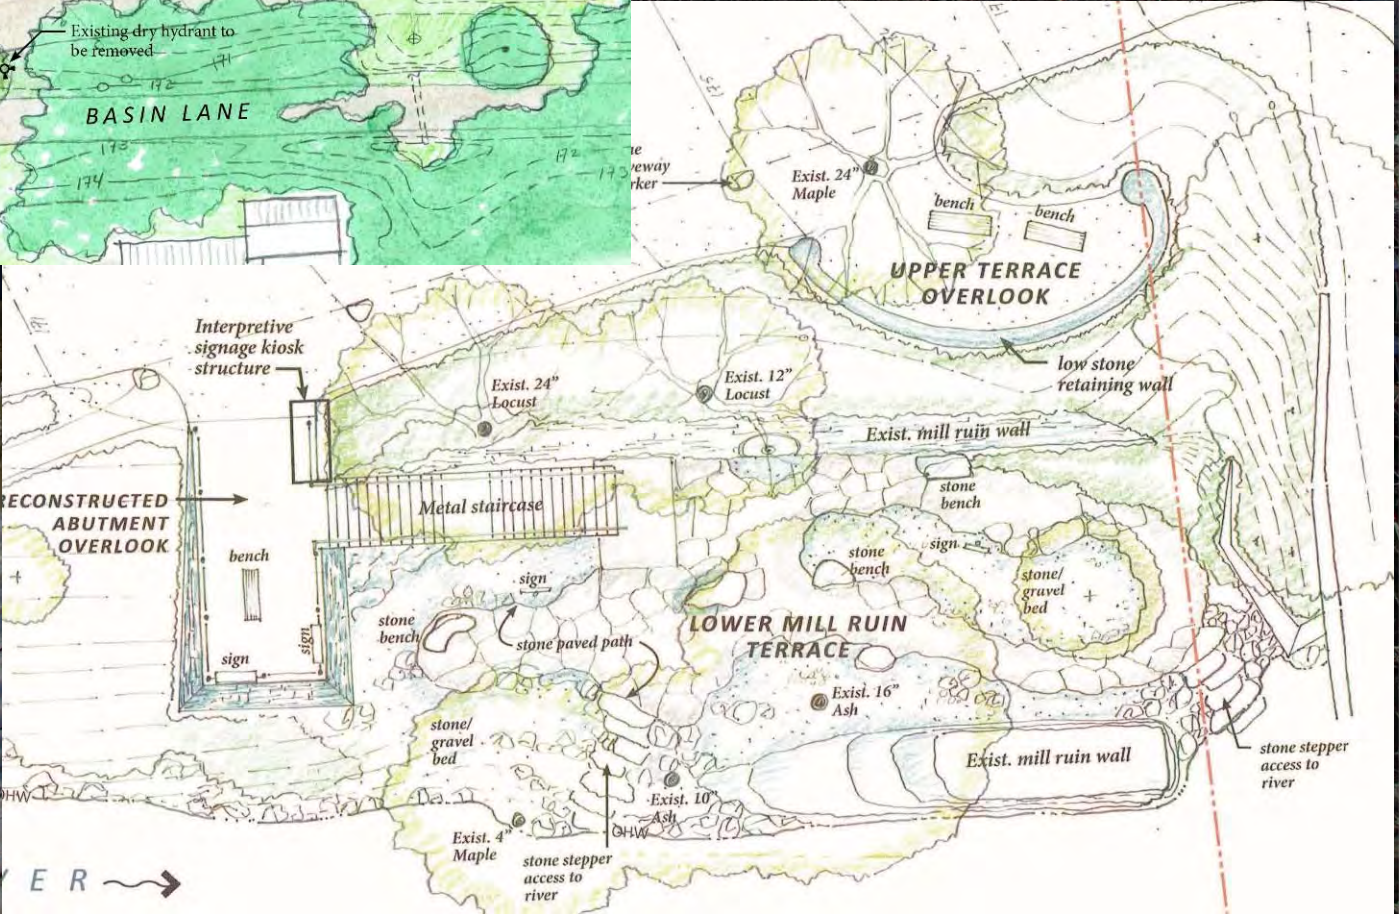 Existing dry hydrant to
be removed
171
172
BASIN LANE
173
174
172
173
veway
rker
Exist. 24"
Maple
bench
bench
UPPER TERRACE
OVERLOOK
low stone
retaining wall
Interpretive
signage kiosk
structure
Exist. 24"
Locust
Exist. 12"
Locust
Exist. mill ruin wall
RECONSTRUCTED
ABUTMENT
OVERLOOK
Metal staircase
stone
bench
bench
sign
sign
sign
stone
bench
stone paved path
stone
bench
sign
stone/
gravel
bed
LOWER MILL RUIN
TERRACE
Exist. 16"
Ash
stone/
gravel
bed
Exist. mill ruin wall
stone stepper
access to
river
Exist. 10"
Ash
OHW
OHW
Exist. 4"
Maple
stone stepper
access to
river
V E R